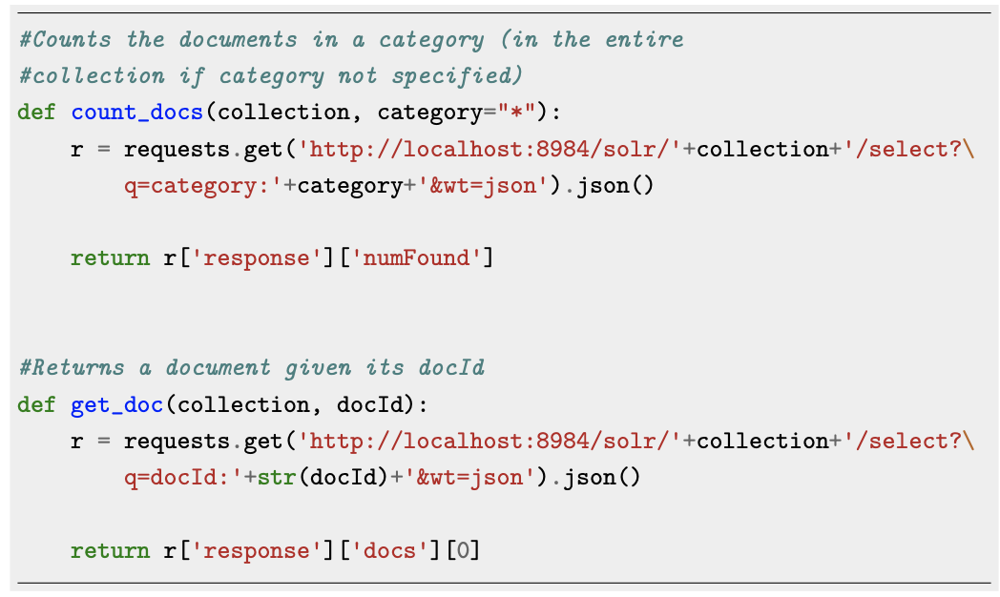 #Counts the documents in a category (in the entire
#collection if category not specified)
def count_docs(collection, category="*"):
    r = requests.get('http://localhost:8984/solr/'+collection+'/select?\
        q=category:'+category+'&wt=json').json()
    return r['response']['numFound']
#Returns a document given its docId
def get_doc(collection, docId):
    r = requests.get('http://localhost:8984/solr/'+collection+'/select?\
        q=docId:'+str(docId)+'&wt=json').json()
    return r['response']['docs'][0]